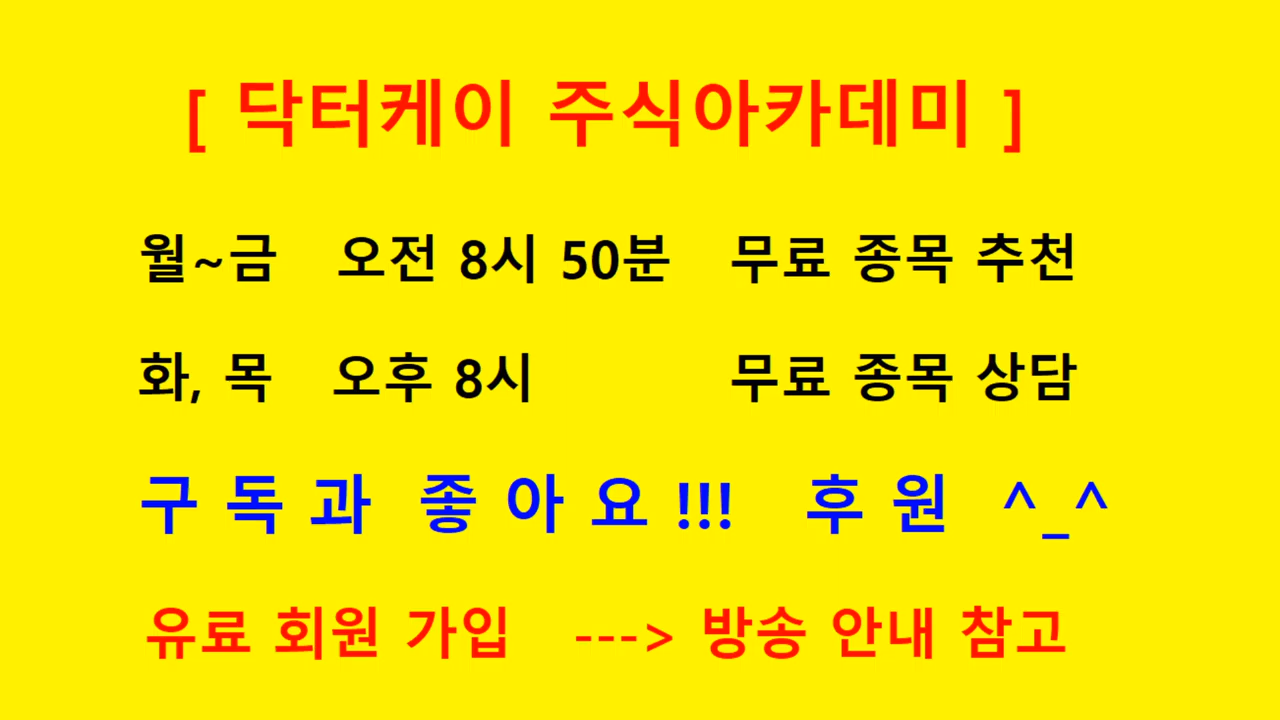 [ 닥터케이 주식아카데미 ]
월~금 오전 8시 50분 무료 종목 추천
화, 목 오후 8시 무료 종목 상담
구 독 과 좋 아 요 !!! 후 원 ^_^
유료 회원 가입 ---> 방송 안내 참고